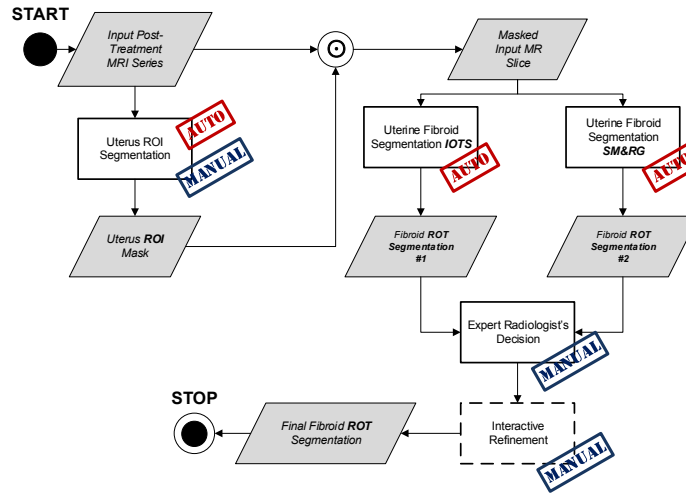 START
Input Post-
Treatment
MRI Series
Masked
Input MR
Slice
Uterus ROI
Segmentation
AUTO
MANUAL
Uterine Fibroid
Segmentation IOTS
AUTO
Uterine Fibroid
Segmentation
SM&RG
AUTO
Uterus ROI
Mask
Fibroid ROT
Segmentation
#1
Fibroid ROT
Segmentation
#2
Expert Radiologist's
Decision
MANUAL
STOP
Final Fibroid ROT
Segmentation
Interactive
Refinement
MANUAL